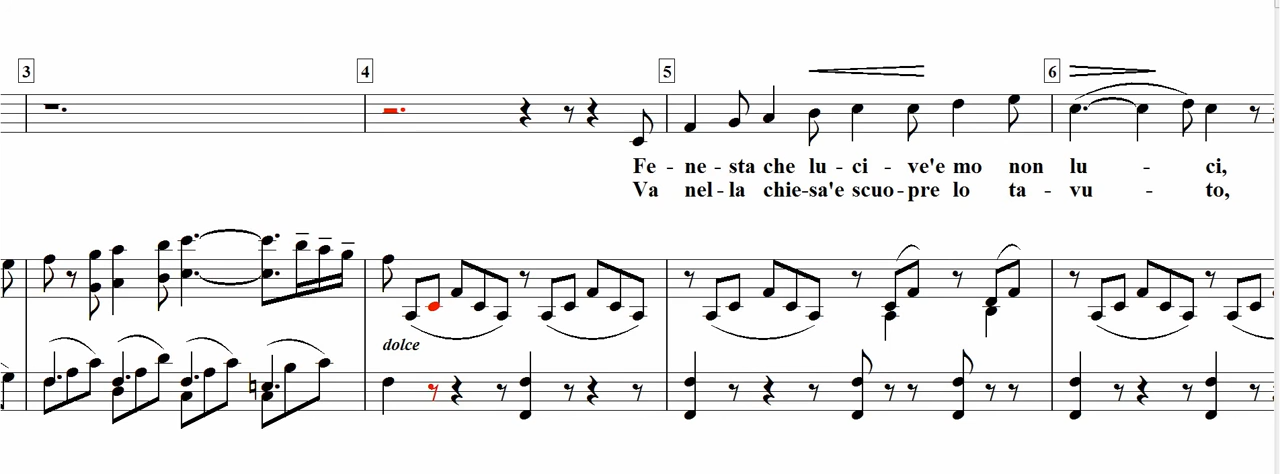 3 4 5 6
Fe - ne - sta che lu - ci - ve'e mo non lu - ci,
Va nel - la chie-sa'e scuo - pre lo ta - vu - to,
dolce